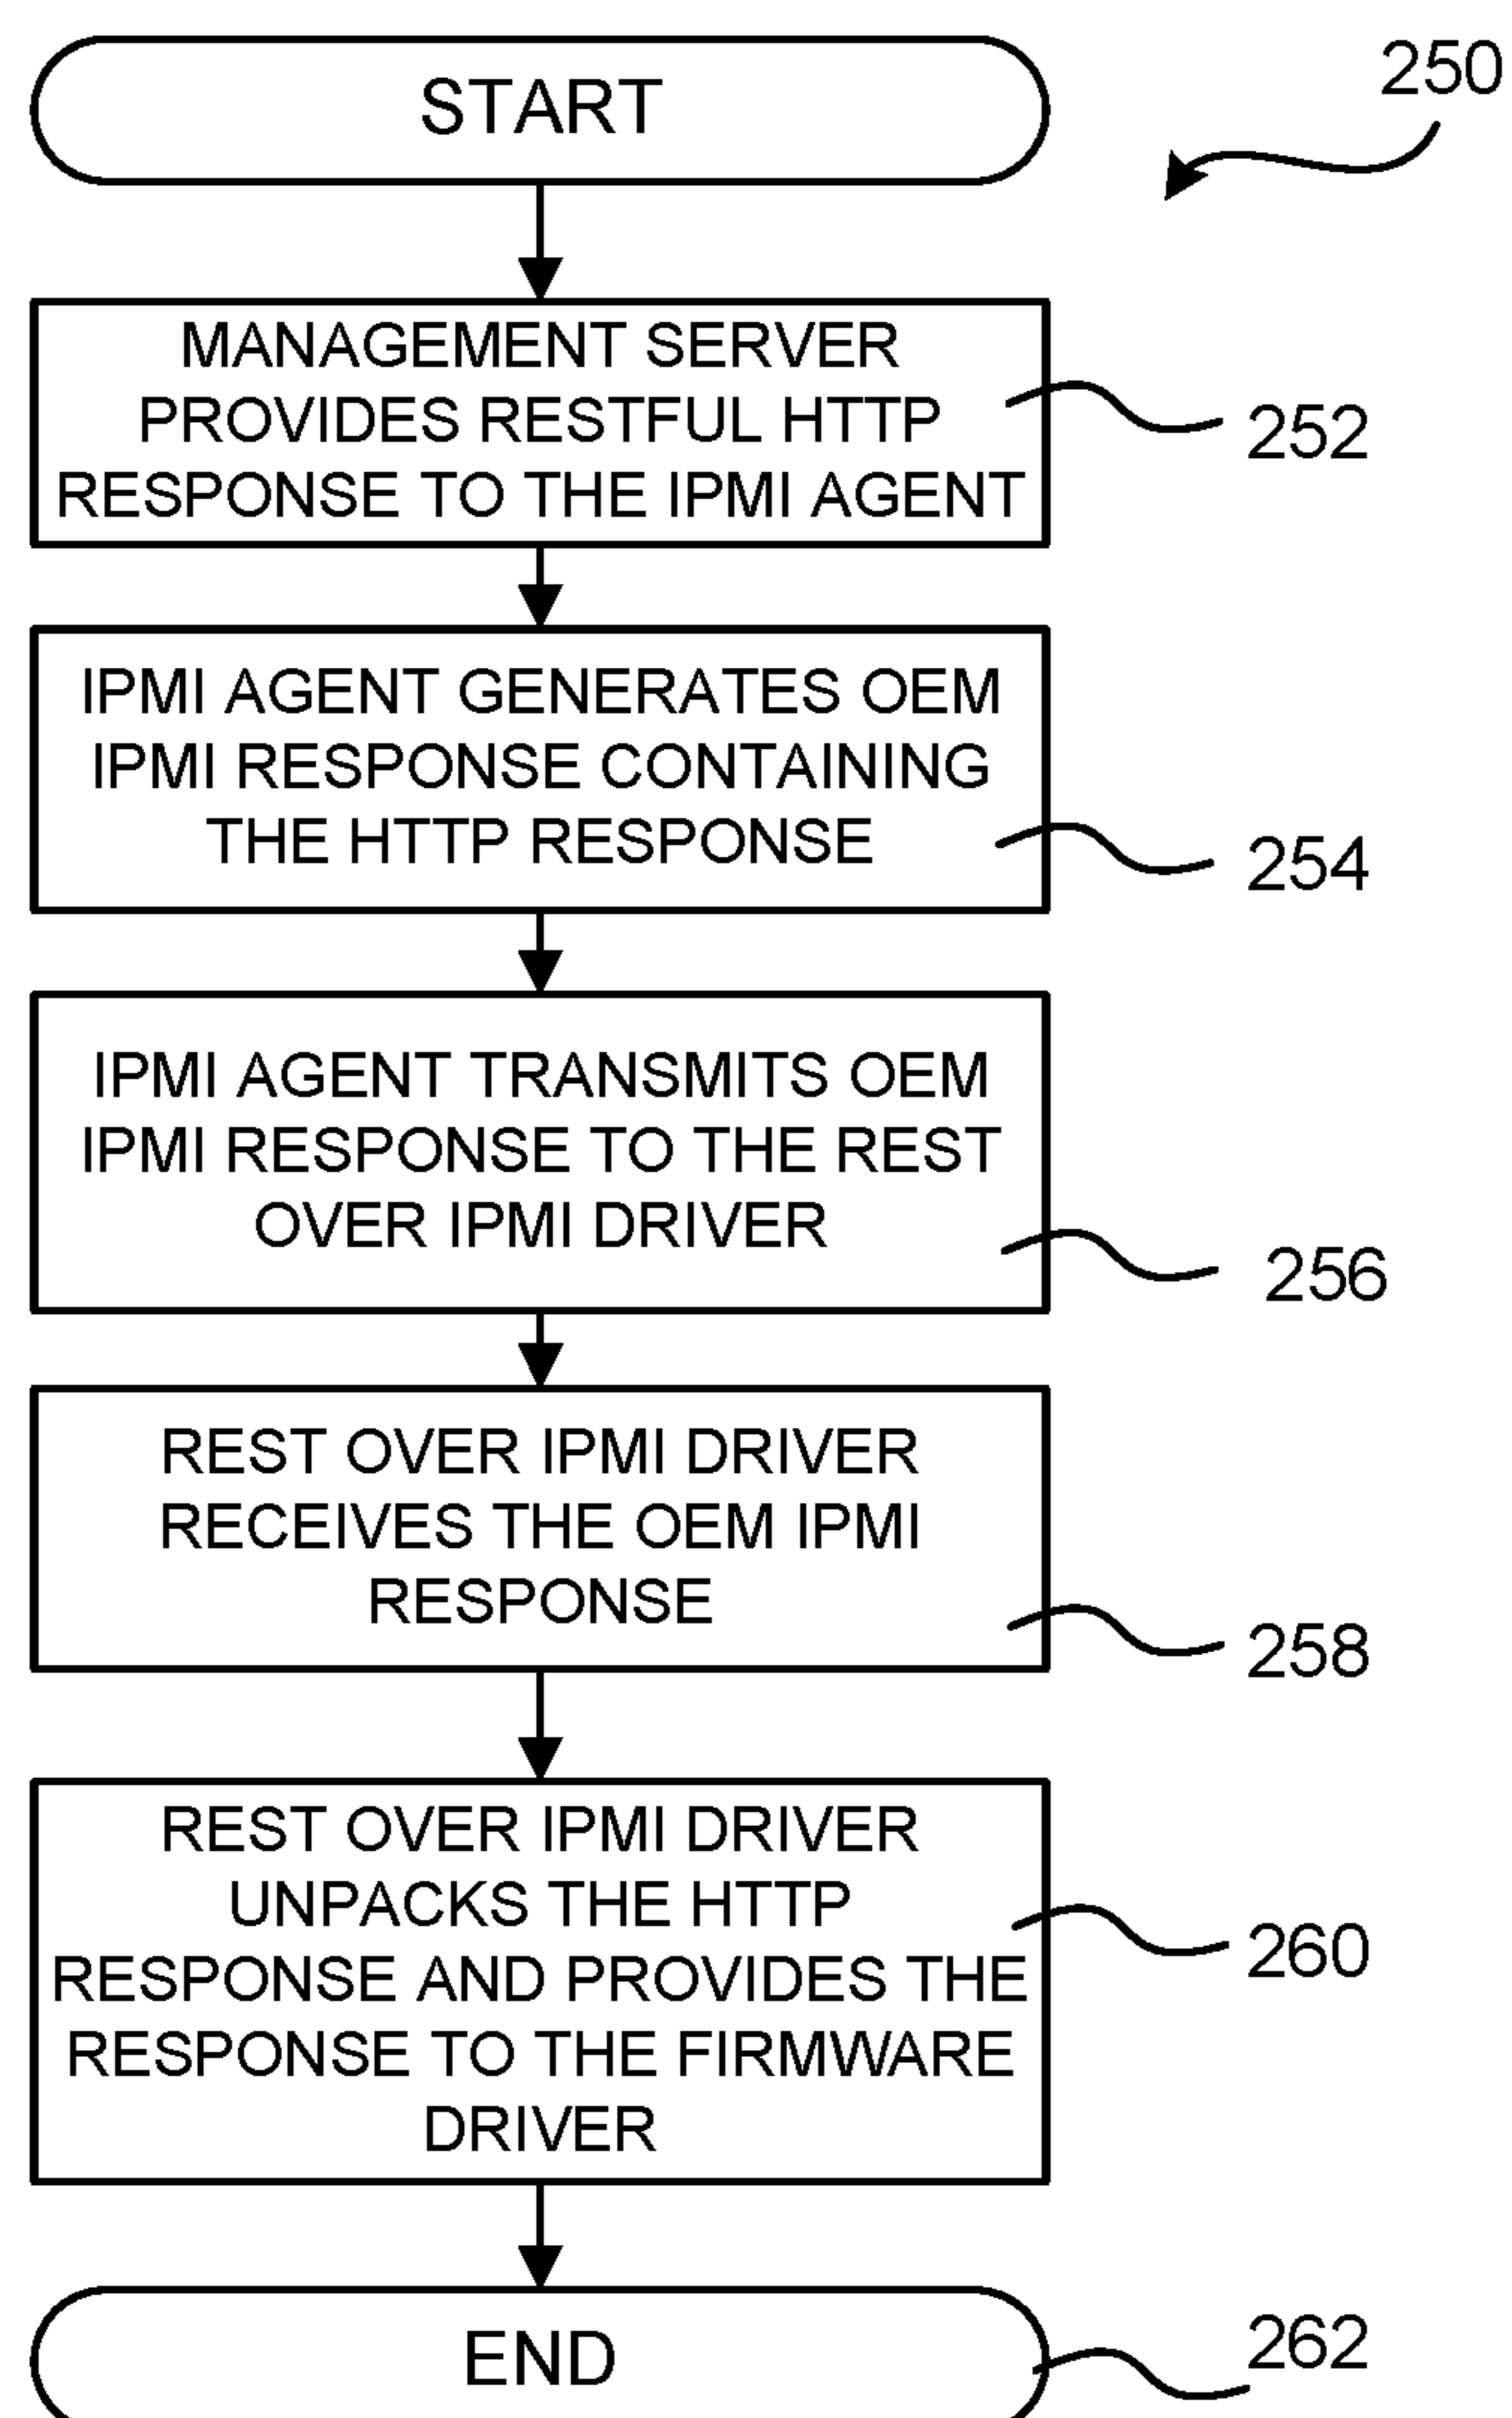 START
250
MANAGEMENT SERVER
PROVIDES RESTFUL HTTP
RESPONSE TO THE IPMI AGENT
252
IPMI AGENT GENERATES OEM
IPMI RESPONSE CONTAINING
THE HTTP RESPONSE
254
IPMI AGENT TRANSMITS OEM
IPMI RESPONSE TO THE REST
OVER IPMI DRIVER
256
REST OVER IPMI DRIVER
RECEIVES THE OEM IPMI
RESPONSE
258
REST OVER IPMI DRIVER
UNPACKS THE HTTP
RESPONSE AND PROVIDES THE
RESPONSE TO THE FIRMWARE
DRIVER
260
END
262